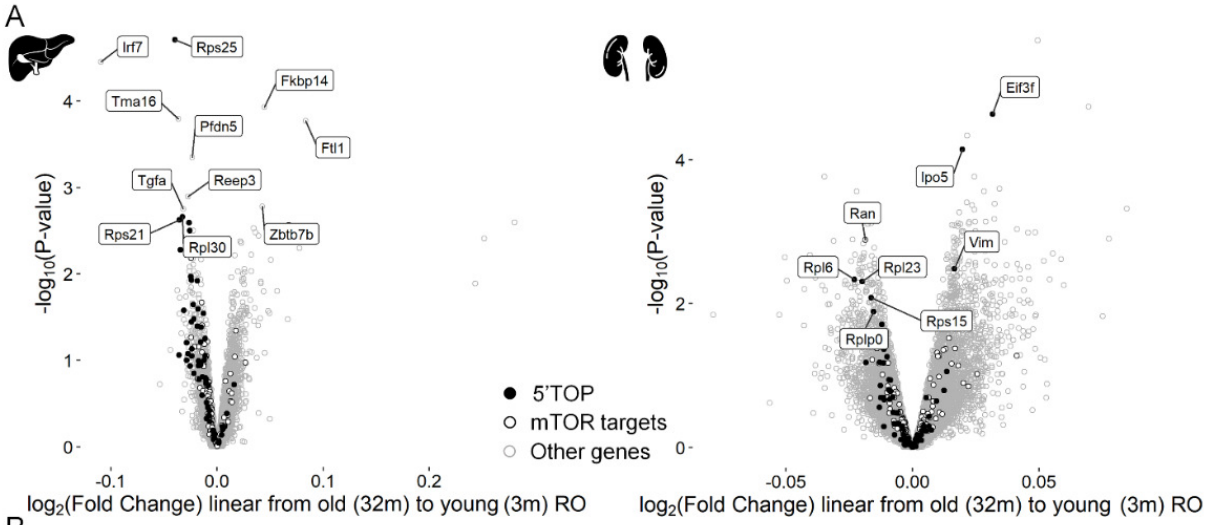 A
Irf7
Rps25
Fkbp14
Tma16
Pfdn5
Ftl1
Tgfa
Reep3
Rps21
Rpl30
Zbtb7b
-log10(P-value)
4
3
2
1
0
-0.1
0.0
0.1
0.2
log2(Fold Change) linear from old (32m) to young (3m) RO
5'TOP
mTOR targets
Other genes
Eif3f
Ipo5
Ran
Vim
Rpl6
Rpl23
Rps15
Rplp0
-log10(P-value)
4
2
0
-0.05
0.00
0.05
log2(Fold Change) linear from old (32m) to young (3m) RO